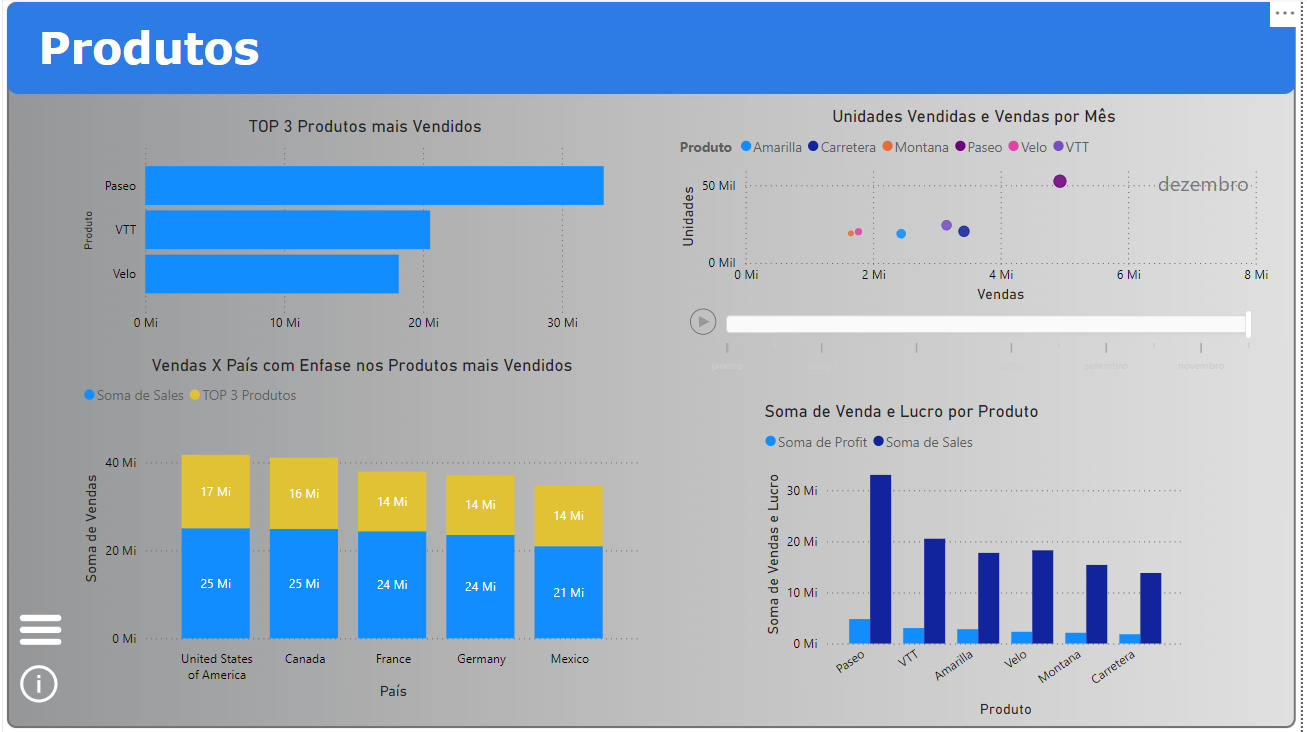 Produtos
TOP 3 Produtos mais Vendidos
Produto
Paseo
VTT
Velo
0 Mi 10 Mi 20 Mi 30 Mi
Unidades Vendidas e Vendas por Mês
Produto Amarilla Carretera Montana Paseo Velo VTT
Unidades
50 Mil
0 Mil
dezembro
0 Mi 2 Mi 4 Mi 6 Mi 8 Mi
Vendas
janeiro setembro novembro
Vendas X País com Enfase nos Produtos mais Vendidos
Soma de Sales TOP 3 Produtos
Soma de Vendas
40 Mi
20 Mi
0 Mi
17 Mi 16 Mi 14 Mi 14 Mi 14 Mi
25 Mi 25 Mi 24 Mi 24 Mi 21 Mi
United States of America
Canada
France
Germany
Mexico
País
Soma de Venda e Lucro por Produto
Soma de Profit Soma de Sales
Soma de Vendas e Lucro
30 Mi
20 Mi
10 Mi
0 Mi
Paseo
VTT
Amarilla
Velo
Montana
Carretera
Produto